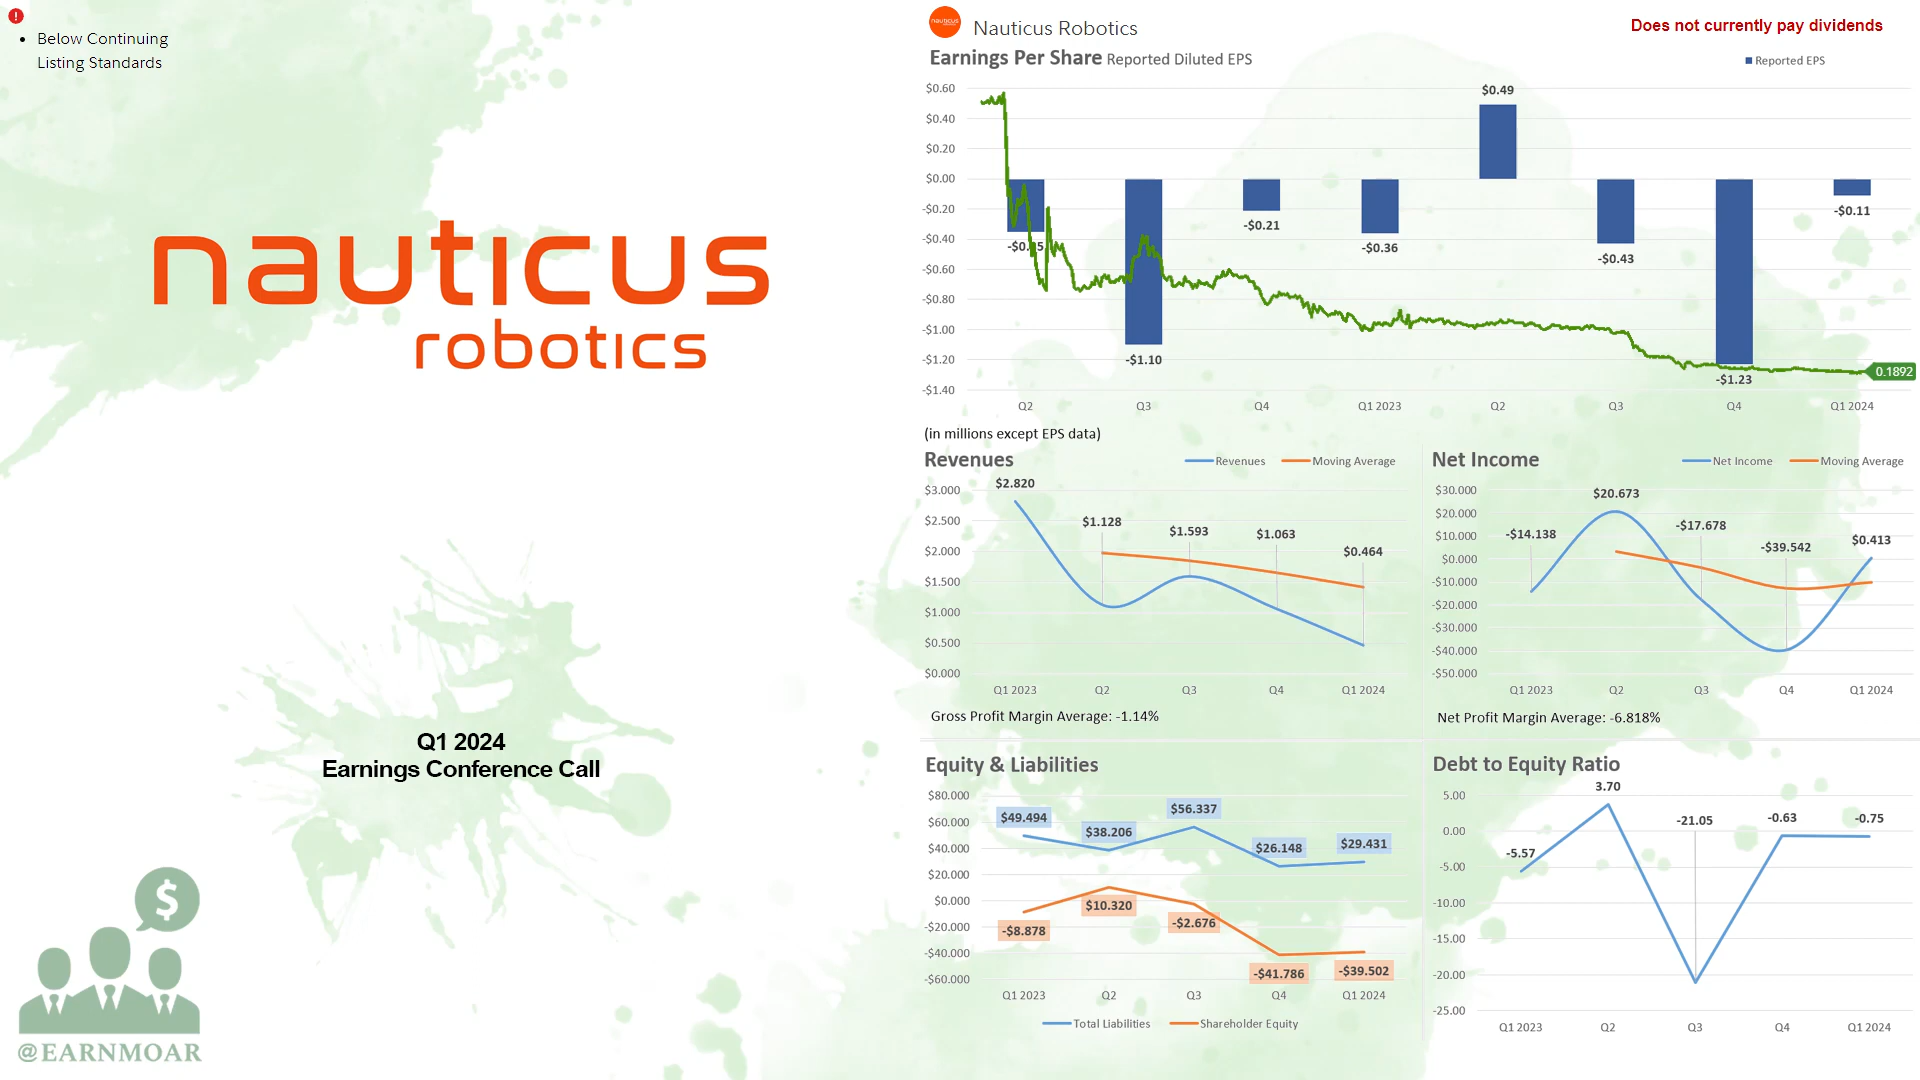 !
• Below Continuing
Listing Standards
nauticus
robotics
Q1 2024
Earnings Conference Call
$
@EARNMOAR
nauticus
Nauticus Robotics
Does not currently pay dividends
Earnings Per Share Reported Diluted EPS
Reported EPS
$0.60
$0.40
$0.20
$0.00
-$0.20
-$0.40
-$0.60
-$0.80
-$1.00
-$1.20
-$1.40
-$1.10
-$0.21
-$0.36
$0.49
-$0.43
-$1.23
-$0.11
0.1892
Q2 Q3 Q4 Q1 2023 Q2 Q3 Q4 Q1 2024
(in millions except EPS data)
Revenues
Revenues Moving Average
$3.000
$2.500
$2.000
$1.500
$1.000
$0.500
$0.000
$2.820 $1.128 $1.593 $1.063 $0.464
Q1 2023 Q2 Q3 Q4 Q1 2024
Gross Profit Margin Average: -1.14%
Net Income
Net Income Moving Average
$30.000
$20.000
$10.000
$0.000
-$10.000
-$20.000
-$30.000
-$40.000
-$50.000
-$14.138 $20.673 -$17.678 -$39.542 $0.413
Q1 2023 Q2 Q3 Q4 Q1 2024
Net Profit Margin Average: -6.818%
Equity & Liabilities
$80.000
$60.000
$40.000
$20.000
$0.000
-$20.000
-$40.000
-$60.000
$49.494 $38.206 $56.337 $26.148 $29.431
-$8.878 $10.320 -$2.676 -$41.786 -$39.502
Q1 2023 Q2 Q3 Q4 Q1 2024
Total Liabilities Shareholder Equity
Debt to Equity Ratio
5.00
0.00
-5.00
-10.00
-15.00
-20.00
-25.00
-5.57 3.70 -21.05 -0.63 -0.75
Q1 2023 Q2 Q3 Q4 Q1 2024